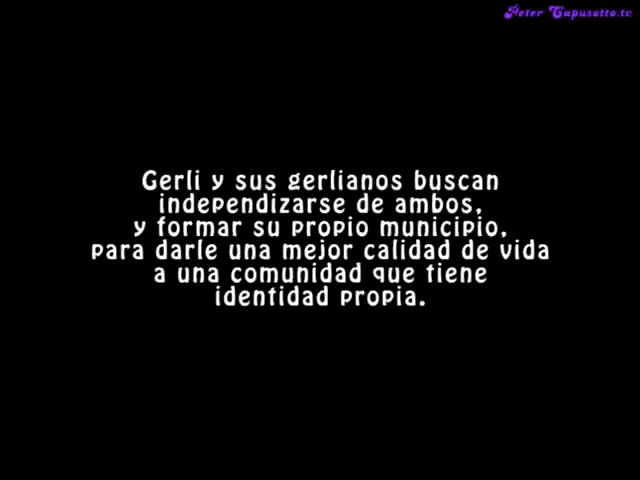 Peter Capusotto.tv
Gerli y sus gerlianos buscan
independizarse de ambos,
y formar su propio municipio,
para darle una mejor calidad de vida
a una comunidad que tiene
identidad propia.